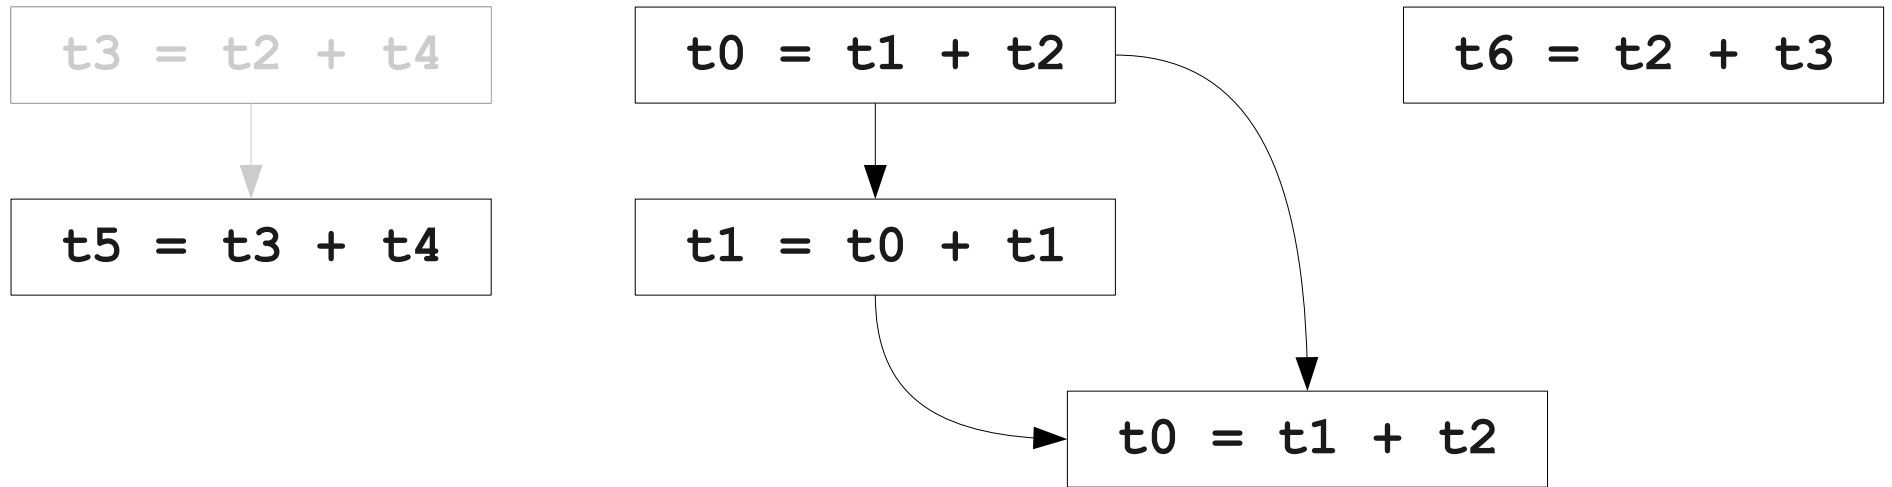 t3 = t2 + t4
t0 = t1 + t2
t6 = t2 + t3
t5 = t3 + t4
t1 = t0 + t1
t0 = t1 + t2